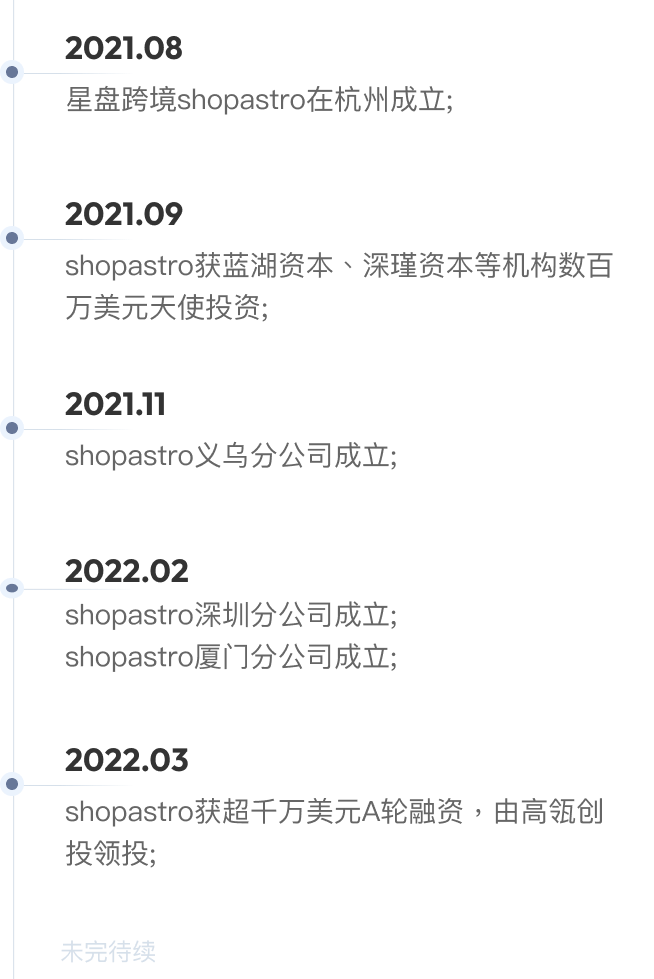 2021.08
星盘跨境shopastro在杭州成立;
2021.09
shopastro获蓝湖资本、深瑾资本等机构数百
万美元天使投资;
2021.11
shopastro义乌分公司成立;
2022.02
shopastro深圳分公司成立;
shopastro厦门分公司成立;
2022.03
shopastro获超千万美元A轮融资，由高瓴创
投领投;
未完待续